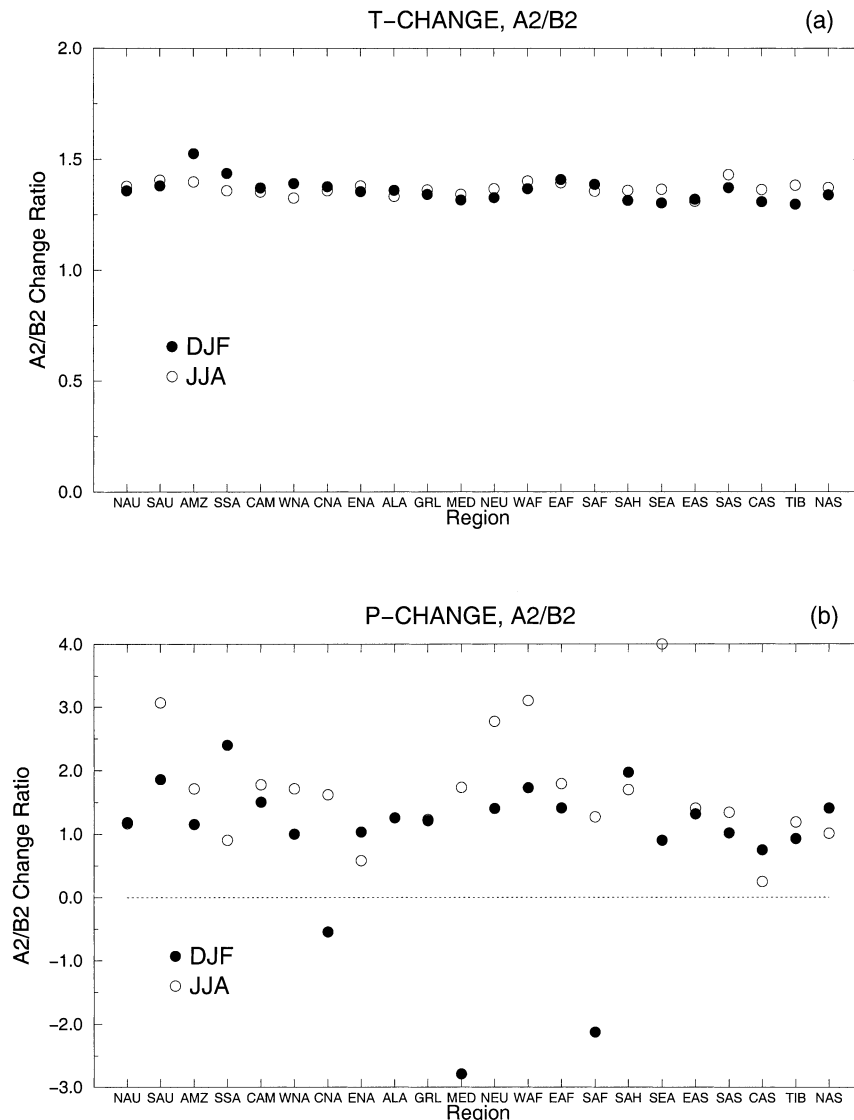 T-CHANGE, A2/B2 (a)
2.0
1.5
1.0
0.5
0.0
A2/B2 Change Ratio
DJF
JJA
NAU SAU AMZ SSA CAM WNA CNA ENA ALA GRL MED NEU WAF EAF SAF SAH SEA EAS SAS CAS TIB NAS
Region
P-CHANGE, A2/B2 (b)
4.0
3.0
2.0
1.0
0.0
-1.0
-2.0
-3.0
A2/B2 Change Ratio
DJF
JJA
NAU SAU AMZ SSA CAM WNA CNA ENA ALA GRL MED NEU WAF EAF SAF SAH SEA EAS SAS CAS TIB NAS
Region